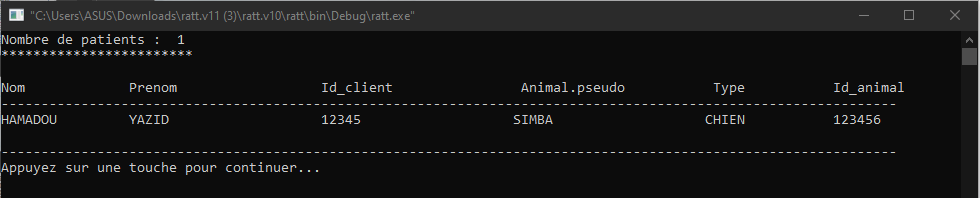 "C:\Users\ASUS\Downloads\ratt.v11 (3)\ratt.v10\ratt\bin\Debug\ratt.exe"
Nombre de patients :  1
************************
Nom Prenom Id_client Animal.pseudo Type Id_animal
----------------------------------------------------------------------------------------------------------------
HAMADOU YAZID 12345 SIMBA CHIEN 123456
----------------------------------------------------------------------------------------------------------------
Appuyez sur une touche pour continuer...